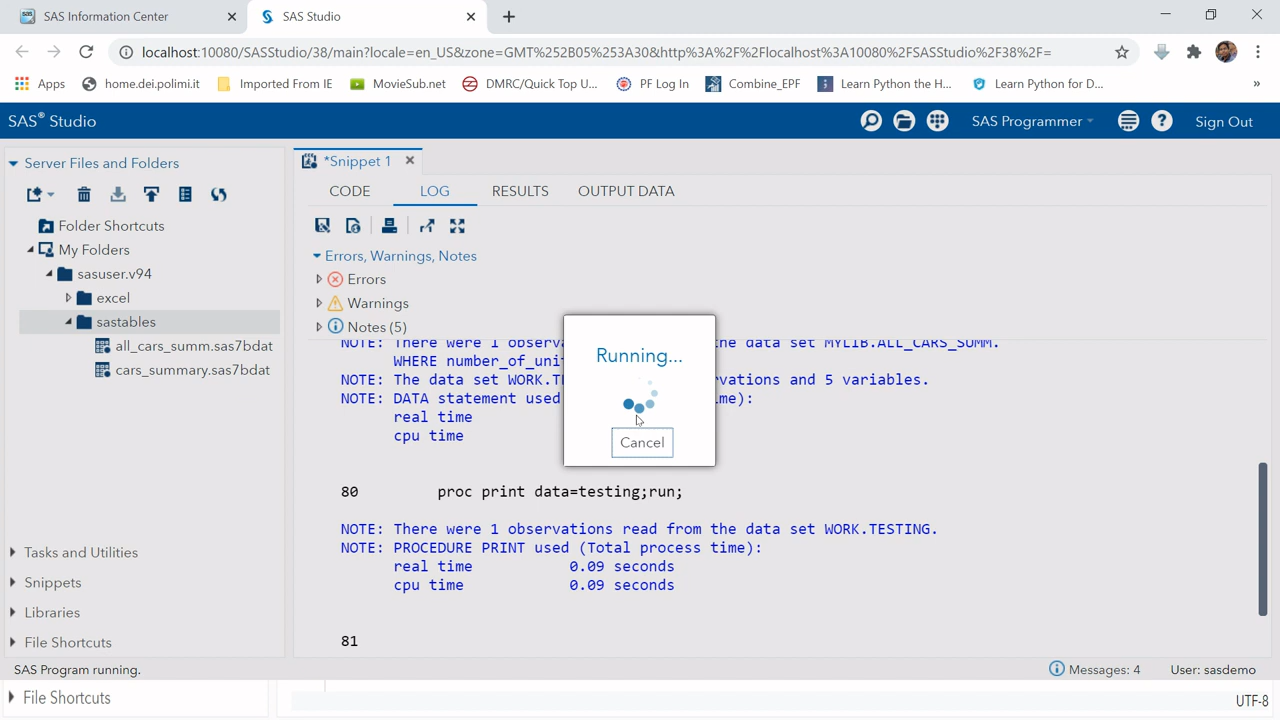 SAS Information Center
SAS Studio
localhost:10080/SASStudio/38/main?locale=en_US&zone=GMT%252B05%253A30&http%3A%2F%2Flocalhost%3A10080%2FSASStudio%2F38%2F=
Apps
home.dei.polimi.it
Imported From IE
MovieSub.net
DMRC/Quick Top U...
PF Log In
Combine_EPF
Learn Python the H...
Learn Python for D...
»
SAS® Studio
SAS Programmer
Sign Out
Server Files and Folders
Folder Shortcuts
My Folders
sasuser.v94
excel
sastables
all_cars_summ.sas7bdat
cars_summary.sas7bdat
Tasks and Utilities
Snippets
Libraries
File Shortcuts
*Snippet 1
CODE LOG RESULTS OUTPUT DATA
Errors, Warnings, Notes
Errors
Warnings
Notes (5)
NOTE: There were 1 observ the data set MYLIB.ALL_CARS_SUMM.
WHERE number_of_uni
NOTE: The data set WORK.T vations and 5 variables.
NOTE: DATA statement used me):
real time
cpu time
Running...
Cancel
80 proc print data=testing;run;
NOTE: There were 1 observations read from the data set WORK.TESTING.
NOTE: PROCEDURE PRINT used (Total process time):
real time 0.09 seconds
cpu time 0.09 seconds
81
SAS Program running.
Messages: 4
User: sasdemo
File Shortcuts
UTF-8